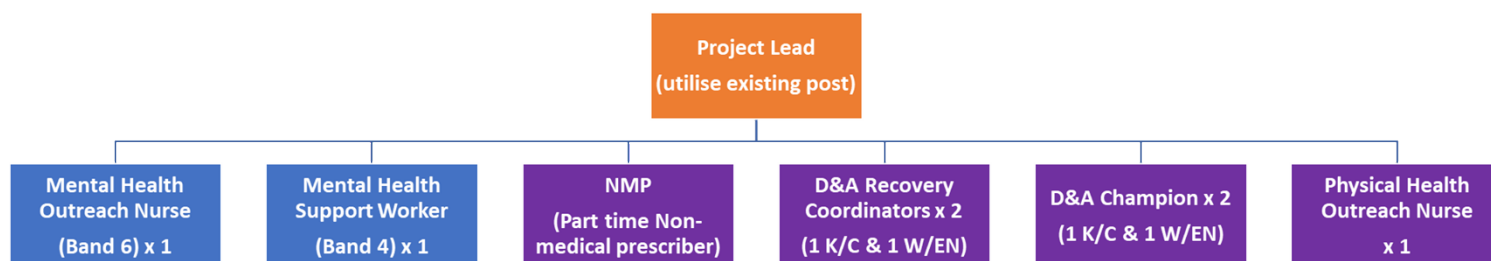 Project Lead
(utilise existing post)
Mental Health
Outreach Nurse
(Band 6) x 1
Mental Health
Support Worker
(Band 4) x 1
NMP
(Part time Non-
medical prescriber)
D&A Recovery
Coordinators x 2
(1 K/C & 1 W/EN)
D&A Champion x 2
(1 K/C & 1 W/EN)
Physical Health
Outreach Nurse
x 1